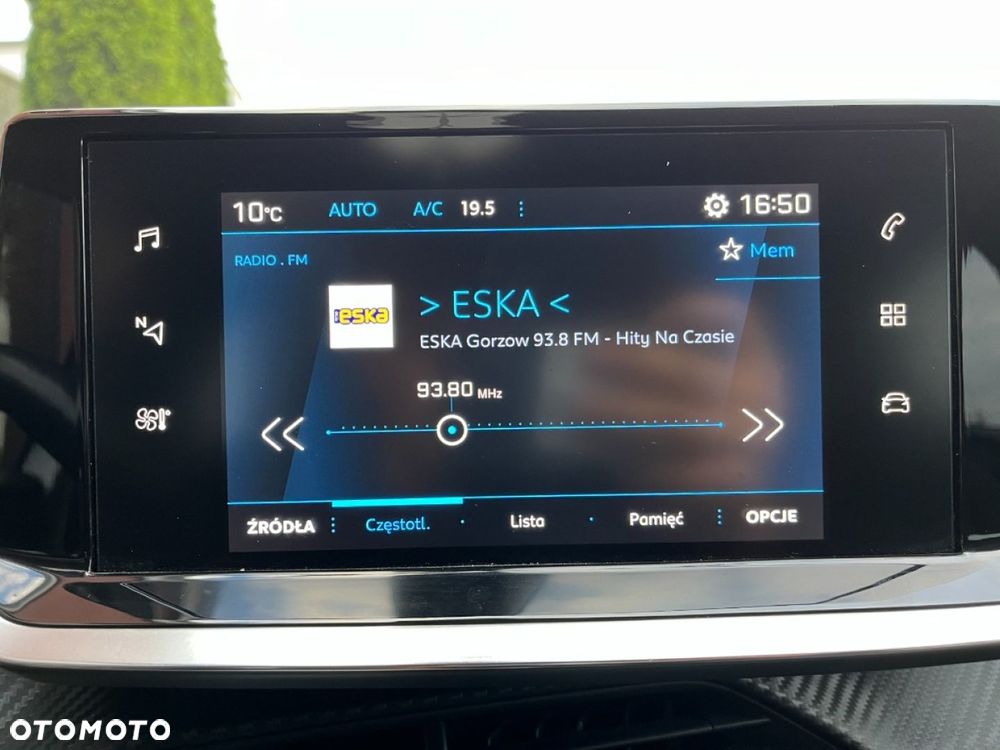 10°C AUTO A/C 19.5 16:50
RADIO . FM
Mem
eska
> ESKA <
ESKA Gorzow 93.8 FM - Hity Na Czasie
93.80 MHz
N
ŹRÓDŁA Częstotl. Lista Pamięć OPCJE
OTOMOTO